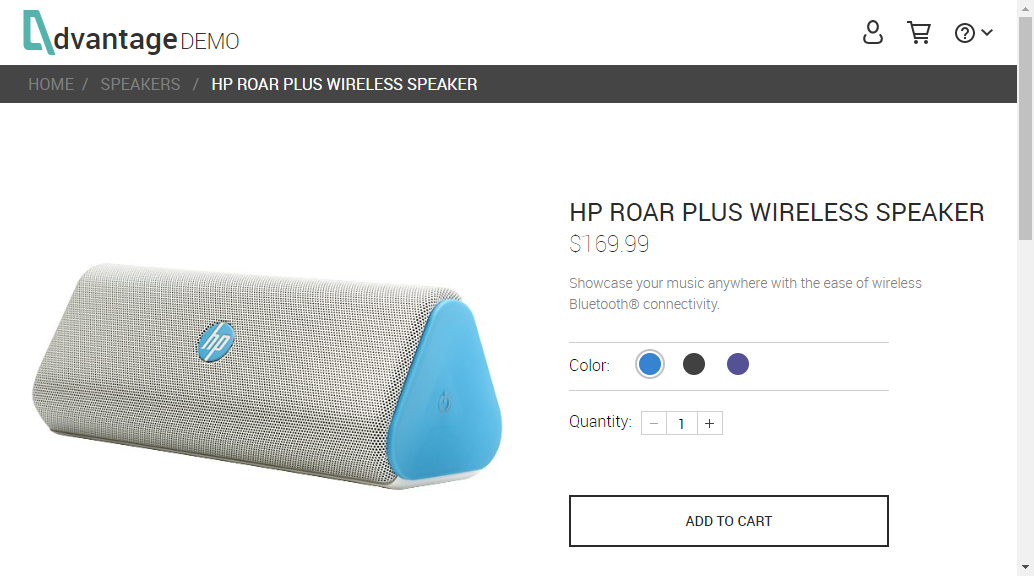 dvantage DEMO
HOME / SPEAKERS / HP ROAR PLUS WIRELESS SPEAKER
HP ROAR PLUS WIRELESS SPEAKER
$169.99
Showcase your music anywhere with the ease of wireless
Bluetooth® connectivity.
hp
Color:
Quantity: − 1 +
ADD TO CART